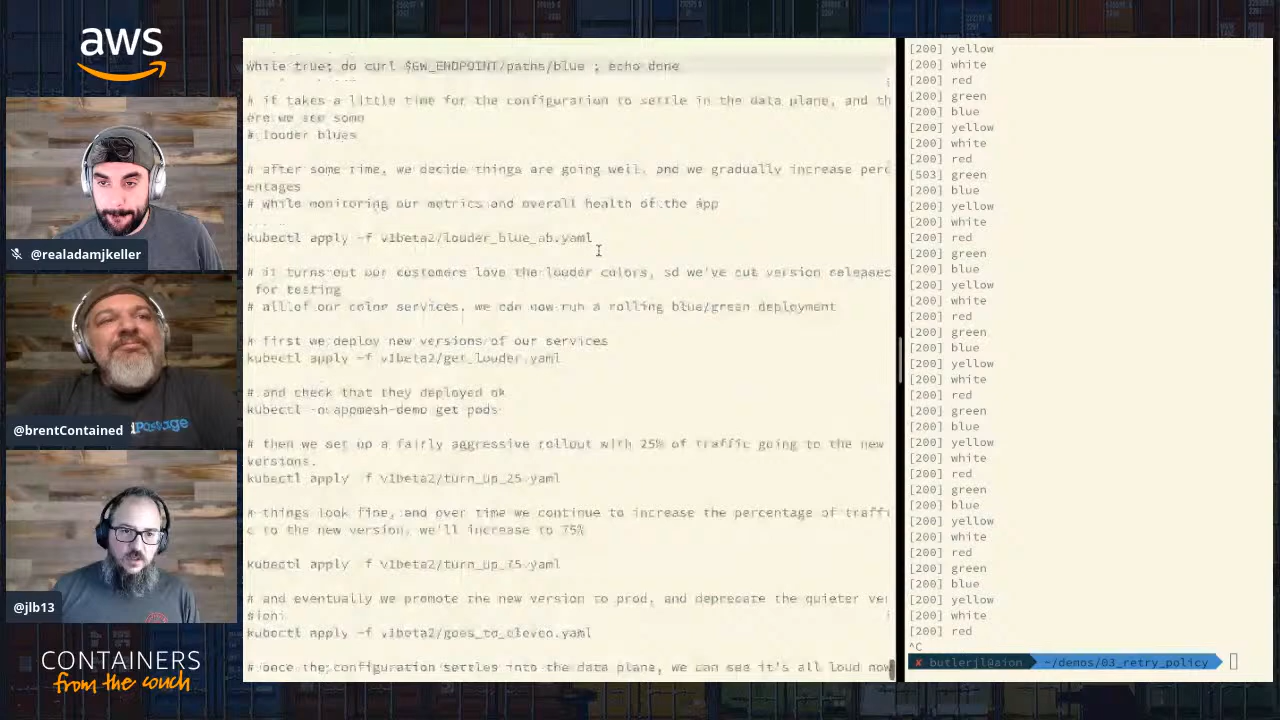 aws
@realadamjkeller
@brentContained
@jlb13
CONTAINERS
from the couch
While true; do curl $GW_ENDPOINT/paths/blue ; echo done
# it takes a little time for the configuration to settle in the data plane, and th
ere we see some
# louder blues
# after some time, we decide things are going well, and we gradually increase perc
entages
# while monitoring our metrics and overall health of the app
kubectl apply -f v1beta2/louder_blue_ab.yaml
# it turns out our customers love the louder colors, so we've cut version releases
for testing
# all of our color services, we can now run a rolling blue/green deployment
# first we deploy new versions of our services
kubectl apply -f v1beta2/get_louder.yaml
# and check that they deployed ok
kubectl -n appmesh-demo get pods
# then we set up a fairly aggressive rollout with 25% of traffic going to the new
versions.
kubectl apply -f v1beta2/turn_up_25.yaml
# things look fine, and over time we continue to increase the percentage of traffi
c to the new version, we'll increase to 75%
kubectl apply -f v1beta2/turn_up_75.yaml
# and eventually we promote the new version to prod, and deprecate the quieter ver
sion:
kubectl apply -f v1beta2/goes_to_eleven.yaml
# once the configuration settles into the data plane, we can see it's all loud now
[200] yellow
[200] white
[200] red
[200] green
[200] blue
[200] yellow
[200] white
[200] red
[503] green
[200] blue
[200] yellow
[200] white
[200] red
[200] green
[200] blue
[200] yellow
[200] white
[200] red
[200] green
[200] blue
[200] yellow
[200] white
[200] red
[200] green
[200] blue
[200] yellow
[200] white
[200] red
[200] green
[200] blue
[200] yellow
[200] white
[200] red
[200] green
[200] blue
[200] yellow
[200] white
[200] red
^C
✘ butlerjl@aion ~/demos/03_retry_policy